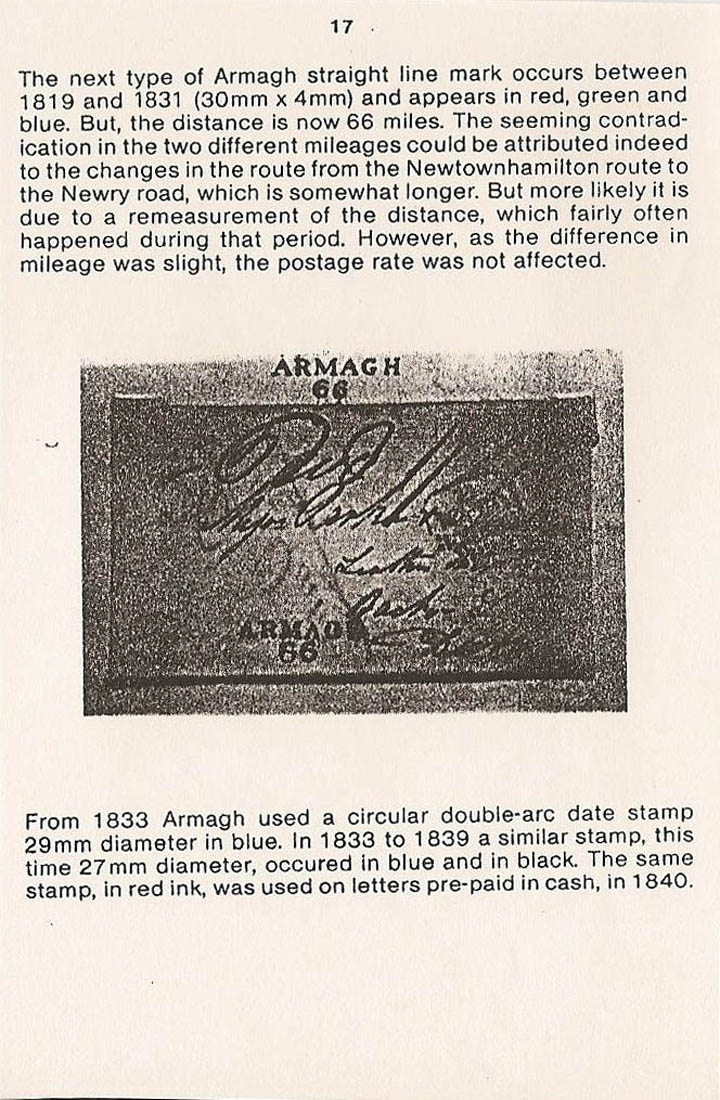 17
The next type of Armagh straight line mark occurs between
1819 and 1831 (30mm x 4mm) and appears in red, green and
blue. But, the distance is now 66 miles. The seeming contrad-
ication in the two different mileages could be attributed indeed
to the changes in the route from the Newtownhamilton route to
the Newry road, which is somewhat longer. But more likely it is
due to a remeasurement of the distance, which fairly often
happened during that period. However, as the difference in
mileage was slight, the postage rate was not affected.
ARMAGH
66
ARMAGH
66
From 1833 Armagh used a circular double-arc date stamp
29mm diameter in blue. In 1833 to 1839 a similar stamp, this
time 27mm diameter, occured in blue and in black. The same
stamp, in red ink, was used on letters pre-paid in cash, in 1840.